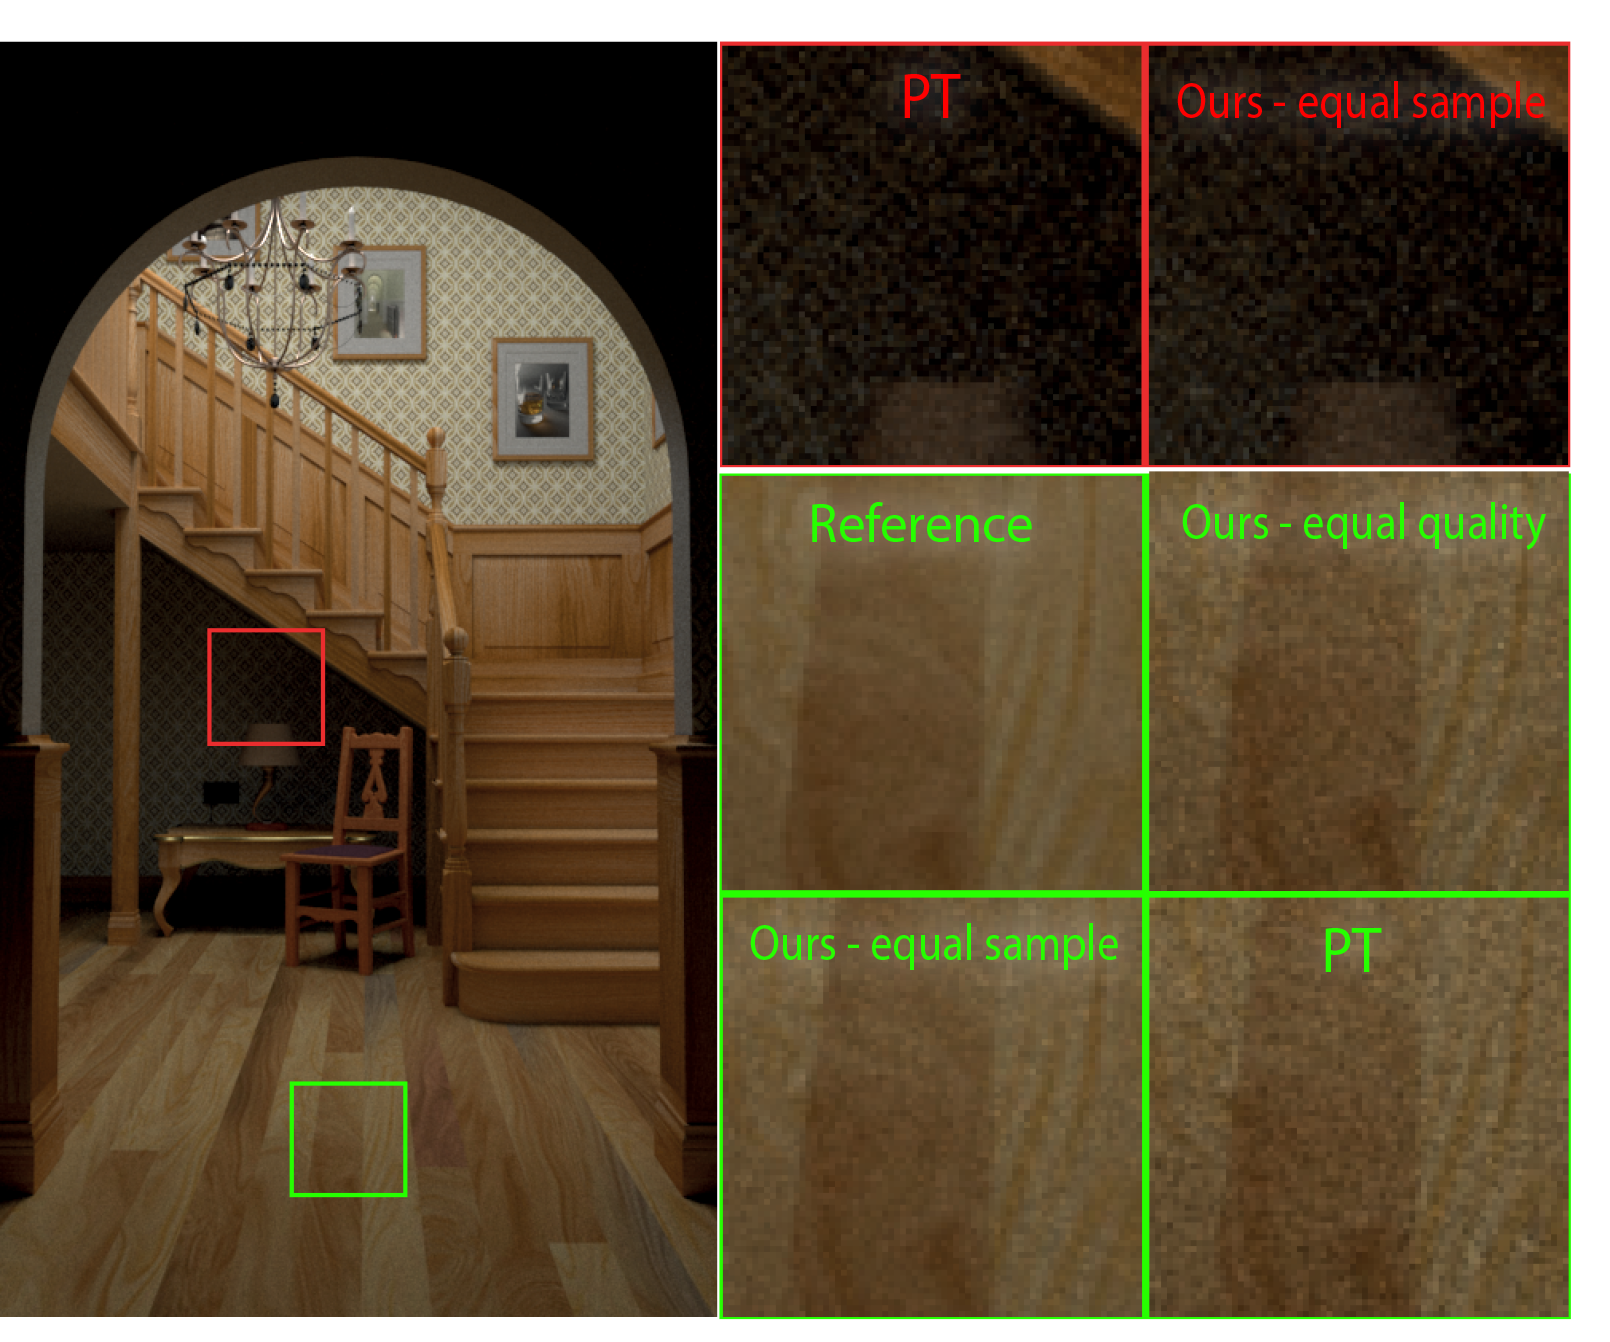 PT
Ours - equal sample
Reference
Ours - equal quality
Ours - equal sample
PT